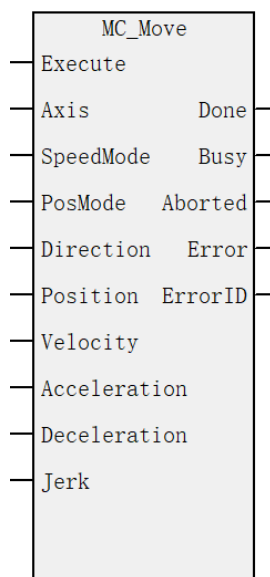 MC_Move
Execute
Axis Done
SpeedMode Busy
PosMode Aborted
Direction Error
Position ErrorID
Velocity
Acceleration
Deceleration
Jerk